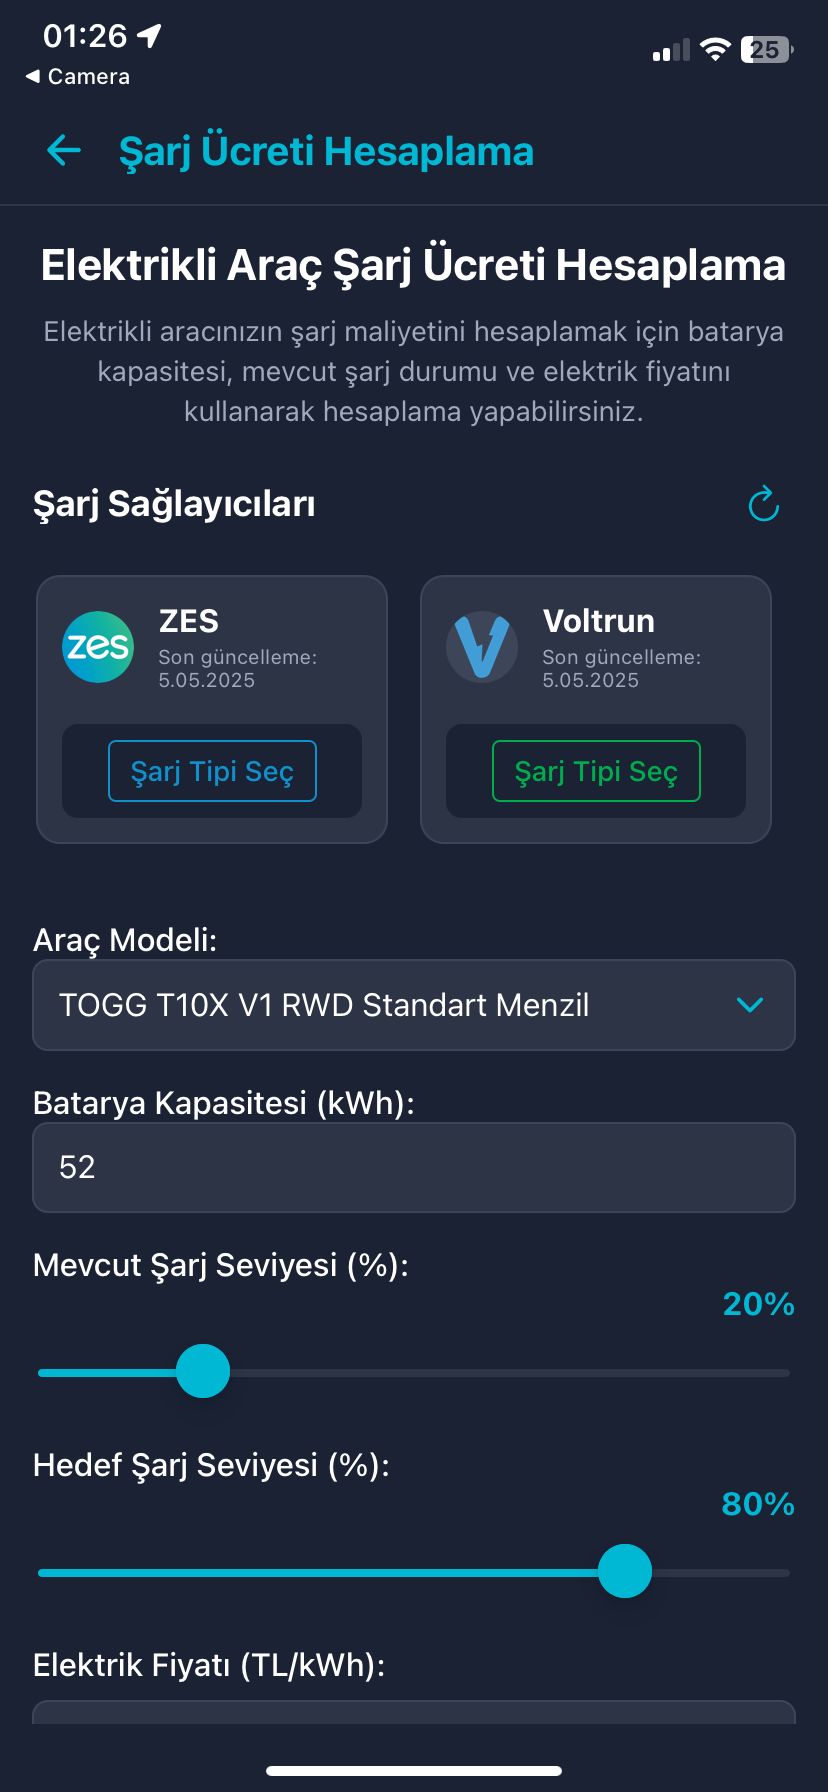 01:26
25
◀ Camera
Şarj Ücreti Hesaplama
Elektrikli Araç Şarj Ücreti Hesaplama
Elektrikli aracınızın şarj maliyetini hesaplamak için batarya
kapasitesi, mevcut şarj durumu ve elektrik fiyatını
kullanarak hesaplama yapabilirsiniz.
Şarj Sağlayıcıları
zes
ZES
Son güncelleme:
5.05.2025
Şarj Tipi Seç
Voltrun
Son güncelleme:
5.05.2025
Şarj Tipi Seç
Araç Modeli:
TOGG T10X V1 RWD Standart Menzil
Batarya Kapasitesi (kWh):
52
Mevcut Şarj Seviyesi (%):
20%
Hedef Şarj Seviyesi (%):
80%
Elektrik Fiyatı (TL/kWh):